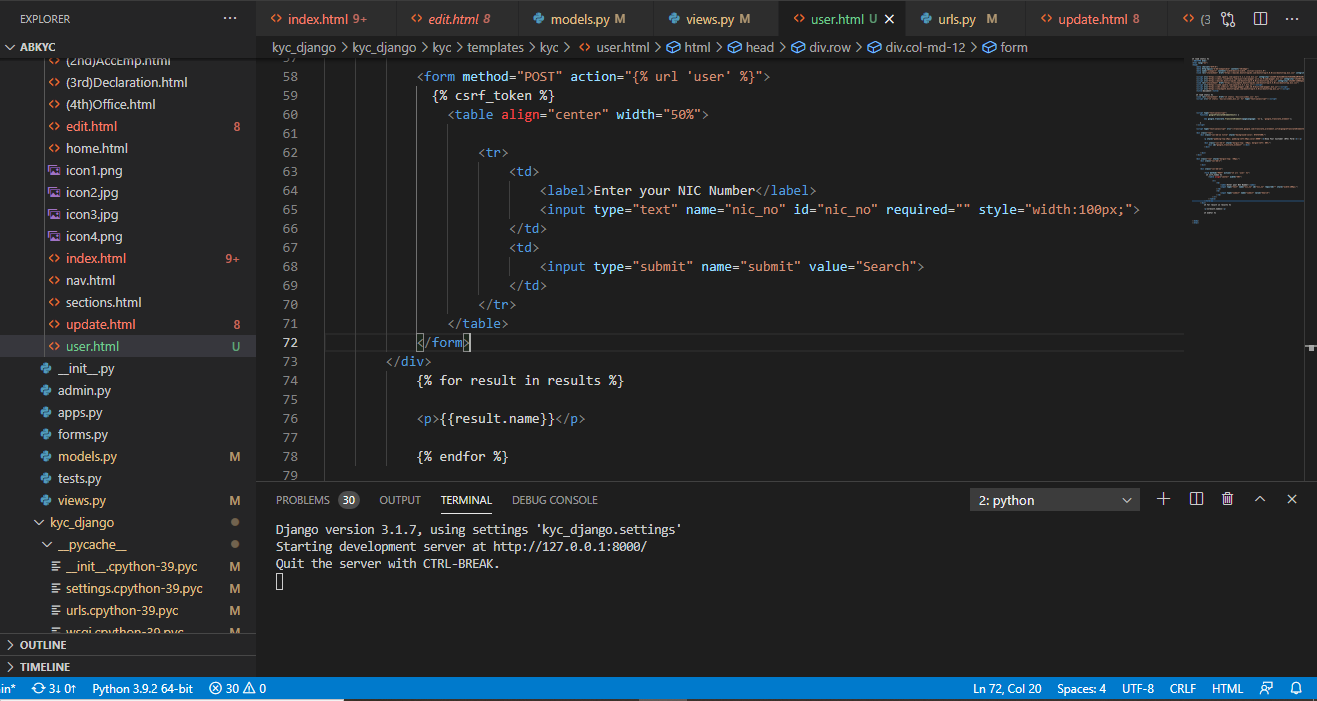 EXPLORER
ABKYC
(2nd)AccEmp.html
(3rd)Declaration.html
(4th)Office.html
edit.html 8
home.html
icon1.png
icon2.jpg
icon3.jpg
icon4.png
index.html 9+
nav.html
sections.html
update.html 8
user.html U
__init__.py
admin.py
apps.py
forms.py
models.py M
tests.py
views.py M
kyc_django
__pycache__
__init__.cpython-39.pyc M
settings.cpython-39.pyc M
urls.cpython-39.pyc M
wsgi.cpython-39.pyc M
OUTLINE
TIMELINE
index.html 9+ edit.html 8 models.py M views.py M user.html U urls.py M update.html 8 (3
kyc_django > kyc_django > kyc > templates > kyc > user.html > html > head > div.row > div.col-md-12 > form
57
58 <form method="POST" action="{% url 'user' %}">
59 {% csrf_token %}
60 <table align="center" width="50%">
61
62 <tr>
63 <td>
64 <label>Enter your NIC Number</label>
65 <input type="text" name="nic_no" id="nic_no" required="" style="width:100px;">
66 </td>
67 <td>
68 <input type="submit" name="submit" value="Search">
69 </td>
70 </tr>
71 </table>
72 </form>
73 </div>
74 {% for result in results %}
75
76 <p>{{result.name}}</p>
77
78 {% endfor %}
79
PROBLEMS 30 OUTPUT TERMINAL DEBUG CONSOLE 2: python
Django version 3.1.7, using settings 'kyc_django.settings'
Starting development server at http://127.0.0.1:8000/
Quit the server with CTRL-BREAK.
in* 3↓ 0↑ Python 3.9.2 64-bit 30 0 Ln 72, Col 20 Spaces: 4 UTF-8 CRLF HTML